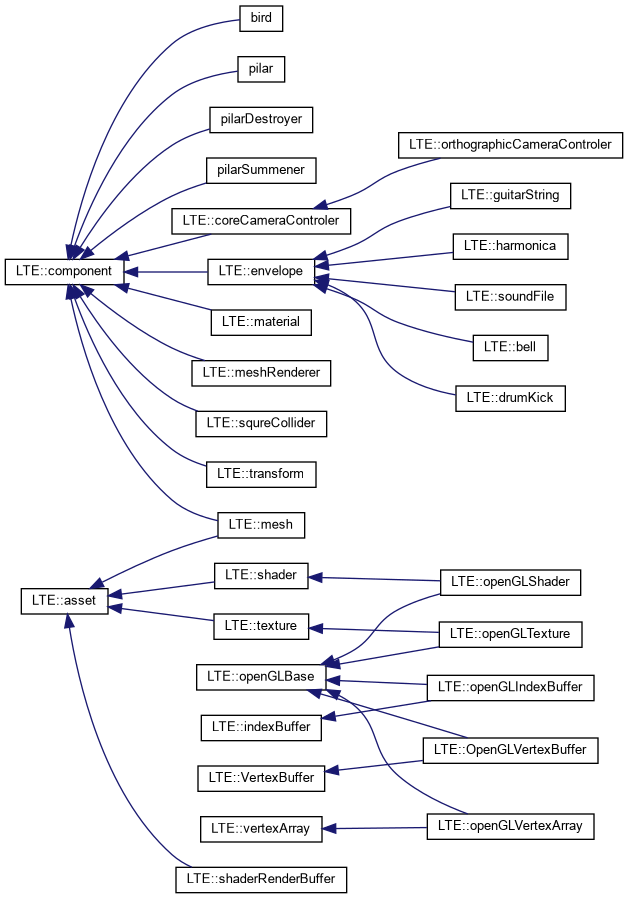 bird
pilar
pilarDestroyer
LTE::orthographicCameraControler
pilarSummener
LTE::guitarString
LTE::coreCameraControler
LTE::harmonica
LTE::component
LTE::envelope
LTE::soundFile
LTE::material
LTE::bell
LTE::meshRenderer
LTE::drumKick
LTE::squreCollider
LTE::transform
LTE::mesh
LTE::shader
LTE::openGLShader
LTE::asset
LTE::texture
LTE::openGLTexture
LTE::openGLBase
LTE::openGLIndexBuffer
LTE::indexBuffer
LTE::OpenGLVertexBuffer
LTE::VertexBuffer
LTE::vertexArray
LTE::openGLVertexArray
LTE::shaderRenderBuffer